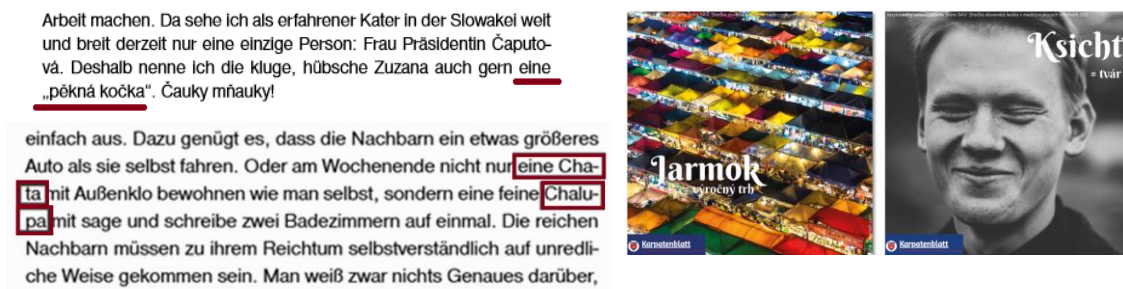 Arbeit machen. Da sehe ich als erfahrener Kater in der Slowakei weit
und breit derzeit nur eine einzige Person: Frau Präsidentin Čaputo-
vá. Deshalb nenne ich die kluge, hübsche Zuzana auch gern eine
„pěkná kočka“. Čauky mňauky!
einfach aus. Dazu genügt es, dass die Nachbarn ein etwas größeres
Auto als sie selbst fahren. Oder am Wochenende nicht nur eine Cha-
ta mit Außenklo bewohnen wie man selbst, sondern eine feine Chalu-
pa mit sage und schreibe zwei Badezimmern auf einmal. Die reichen
Nachbarn müssen zu ihrem Reichtum selbstverständlich auf unredli-
che Weise gekommen sein. Man weiß zwar nichts Genaues darüber,
Jarmok
výročný trh
Karpatenblatt
Ksicht
= tvár
Karpatenblatt